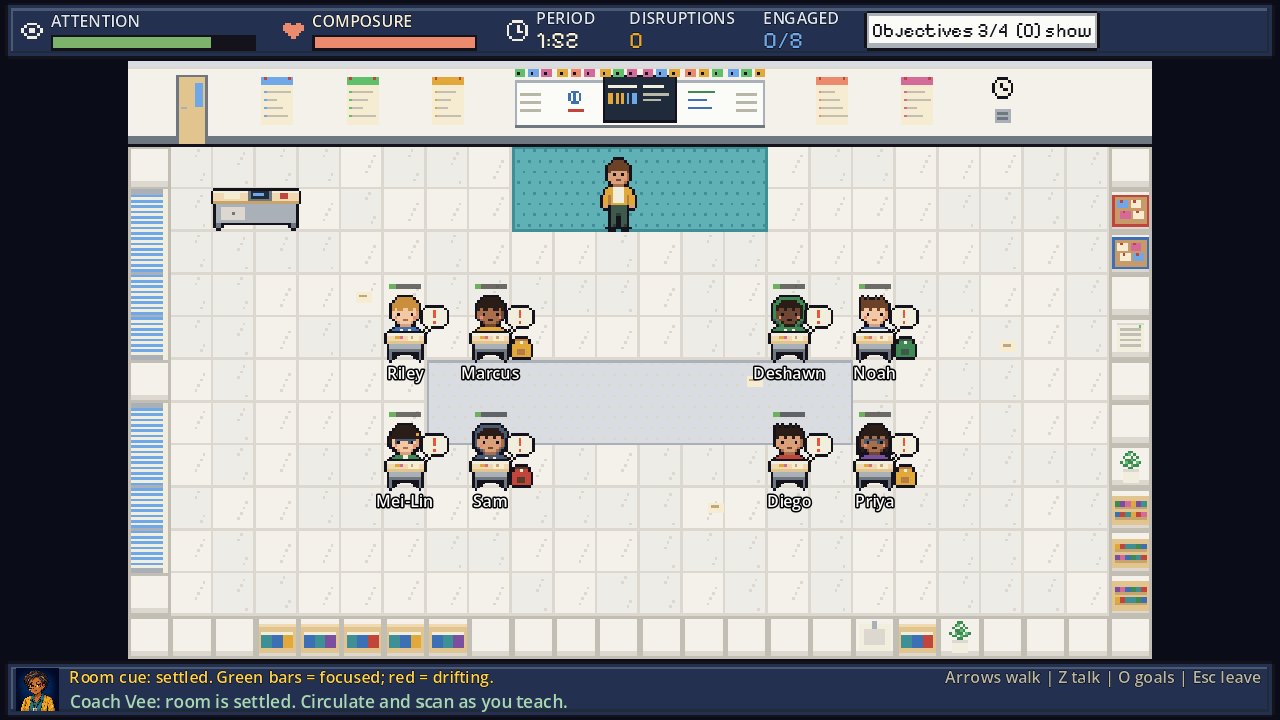 ATTENTION
COMPOSURE
PERIOD
1:52
DISRUPTIONS
0
ENGAGED
0/8
Objectives 3/4 (O) show
Riley
Marcus
Deshawn
Noah
Mei-Lin
Sam
Diego
Priya
Room cue: settled. Green bars = focused; red = drifting.
Coach Vee: room is settled. Circulate and scan as you teach.
Arrows walk | Z talk | O goals | Esc leave